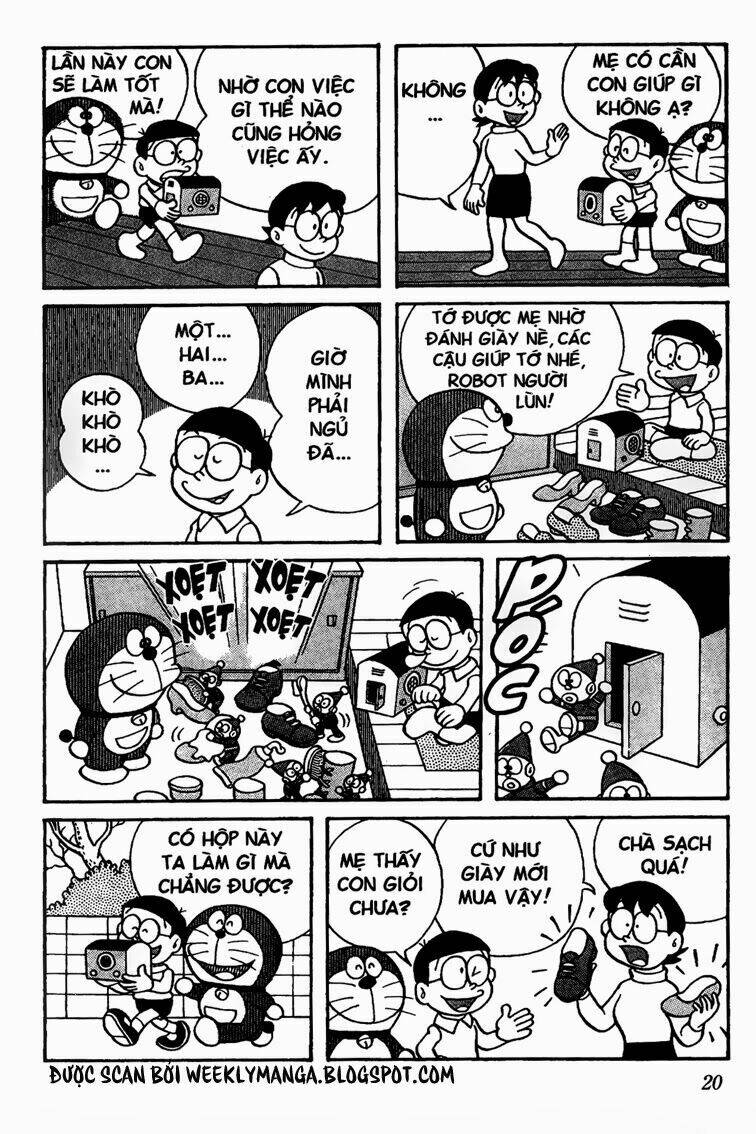 MẸ CÓ CẦN
CON GIÚP GÌ
KHÔNG Ạ?
KHÔNG
...
NHỜ CON VIỆC
GÌ THỂ NÀO
CŨNG HỎNG
VIỆC ẤY.
LẦN NÀY CON
SẼ LÀM TỐT
MÀ!
TỚ ĐƯỢC MẸ NHỜ
ĐÁNH GIÀY NÈ, CÁC
CẬU GIÚP TỚ NHÉ,
ROBOT NGƯỜI
LÙN!
GIỜ
MÌNH
PHẢI
NGỦ
ĐÃ...
MỘT...
HAI...
BA...
KHÒ
KHÒ
KHÒ
...
PÓC
XOẸT
XOẸT
XOẸT
XOẸT
CHÀ SẠCH
QUÁ!
CỨ NHƯ
GIÀY MỚI
MUA VẬY!
MẸ THẤY
CON GIỎI
CHƯA?
CÓ HỘP NÀY
TA LÀM GÌ MÀ
CHẲNG ĐƯỢC?
ĐƯỢC SCAN BỞI WEEKLYMANGA.BLOGSPOT.COM
20